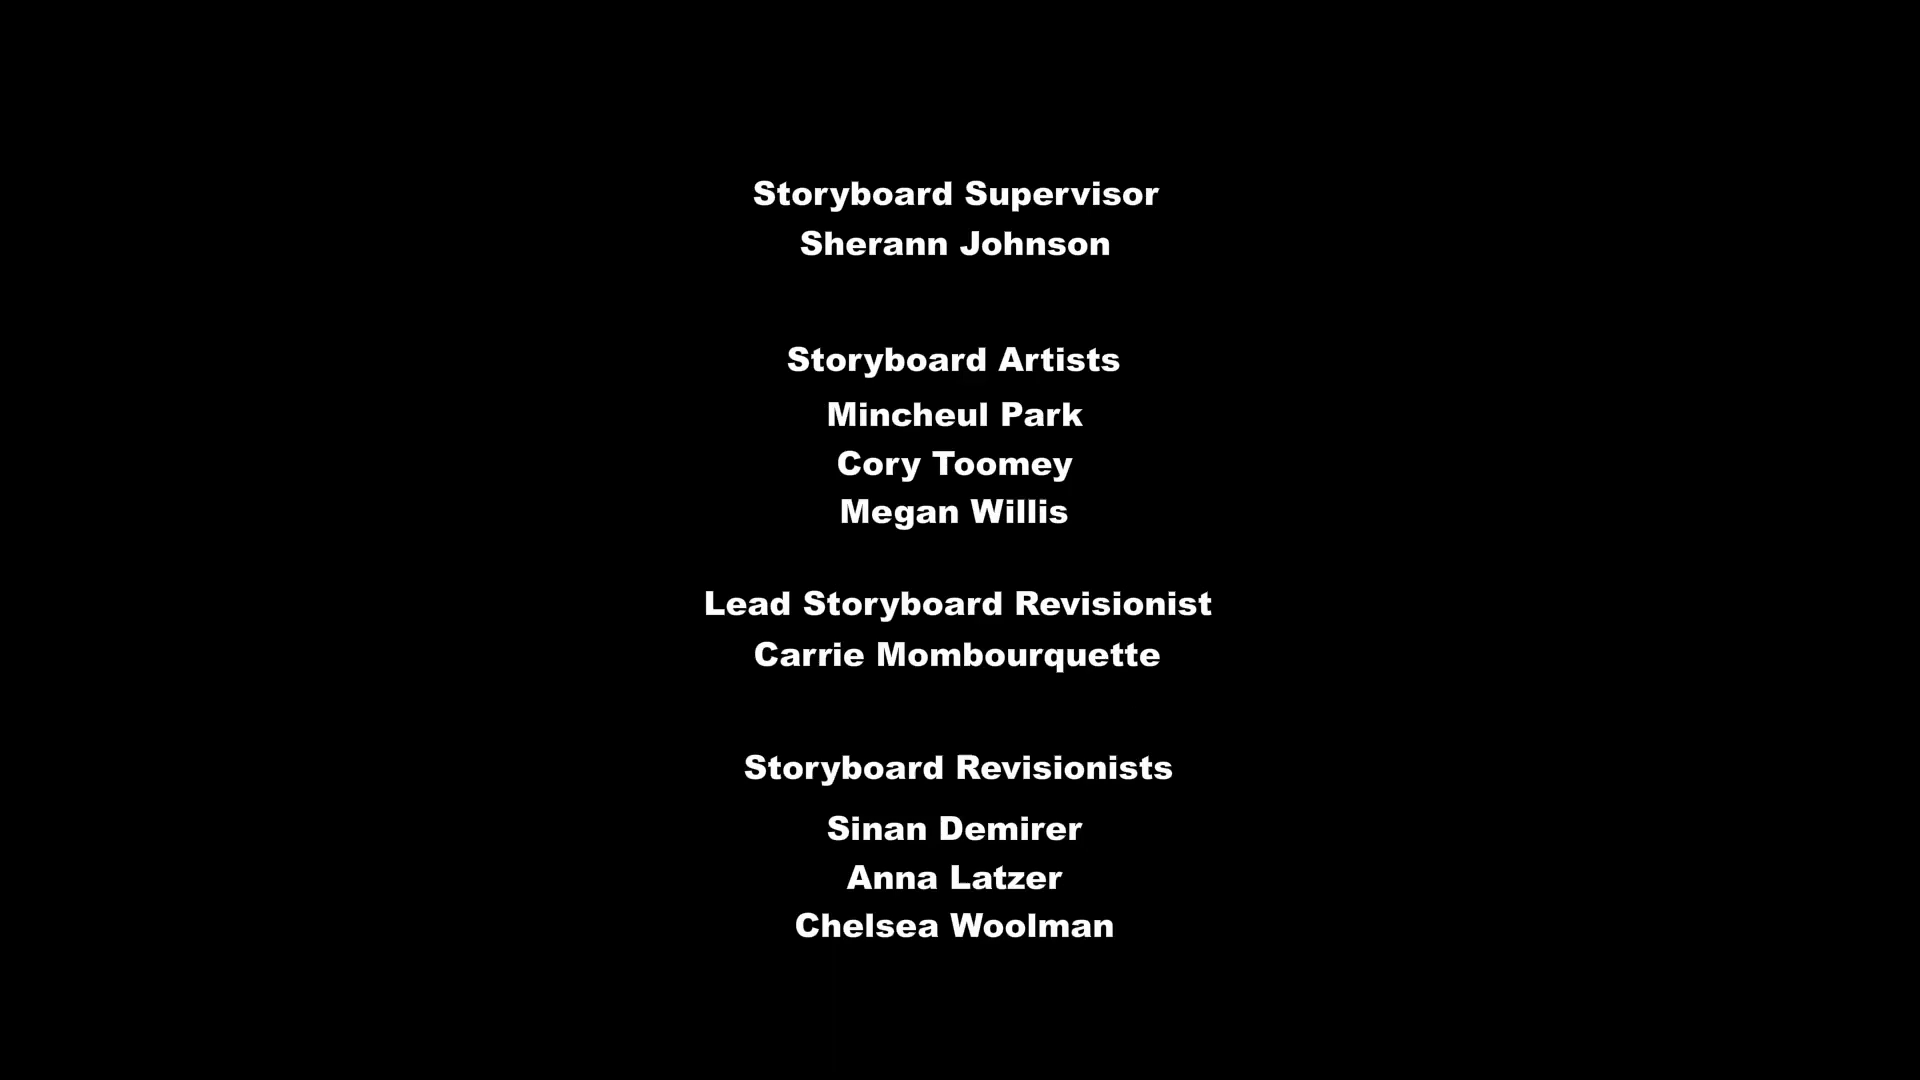 Storyboard Supervisor
Sherann Johnson
Storyboard Artists
Mincheul Park
Cory Toomey
Megan Willis
Lead Storyboard Revisionist
Carrie Mombourquette
Storyboard Revisionists
Sinan Demirer
Anna Latzer
Chelsea Woolman